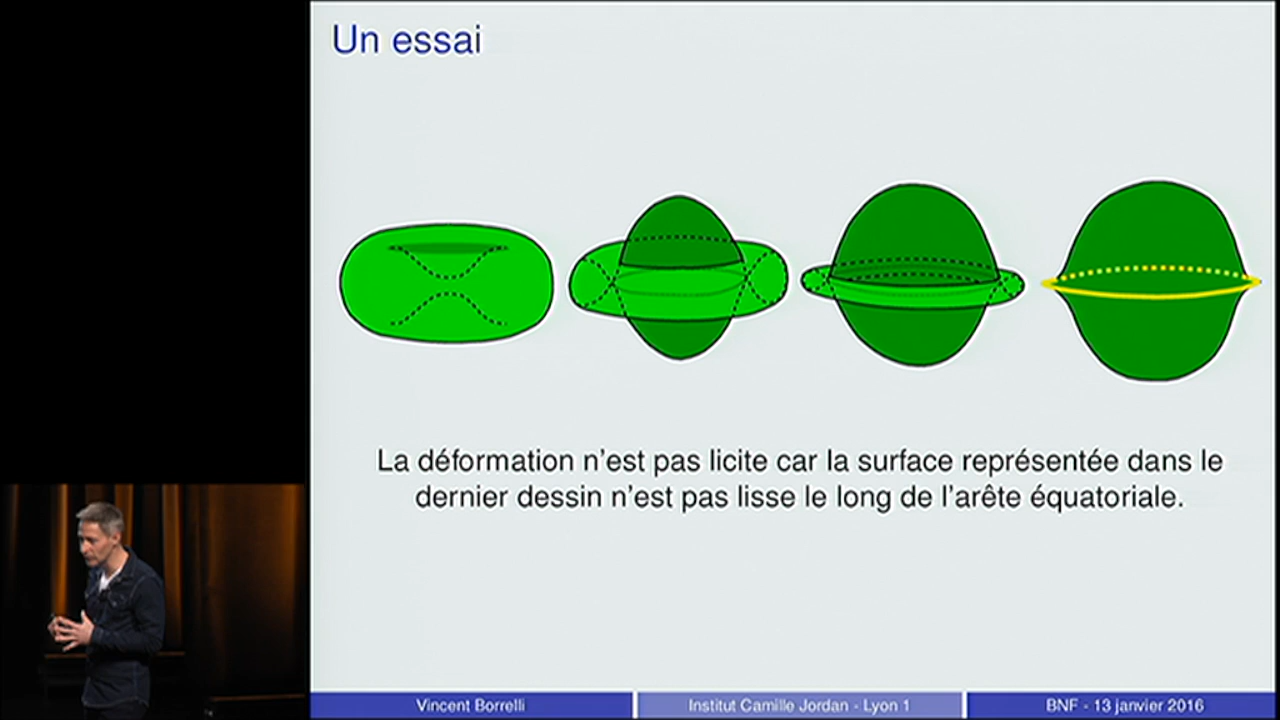 Un essai
La déformation n'est pas licite car la surface représentée dans le
dernier dessin n'est pas lisse le long de l'arête équatoriale.
Vincent Borrelli
Institut Camille Jordan - Lyon 1
BNF - 13 janvier 2016